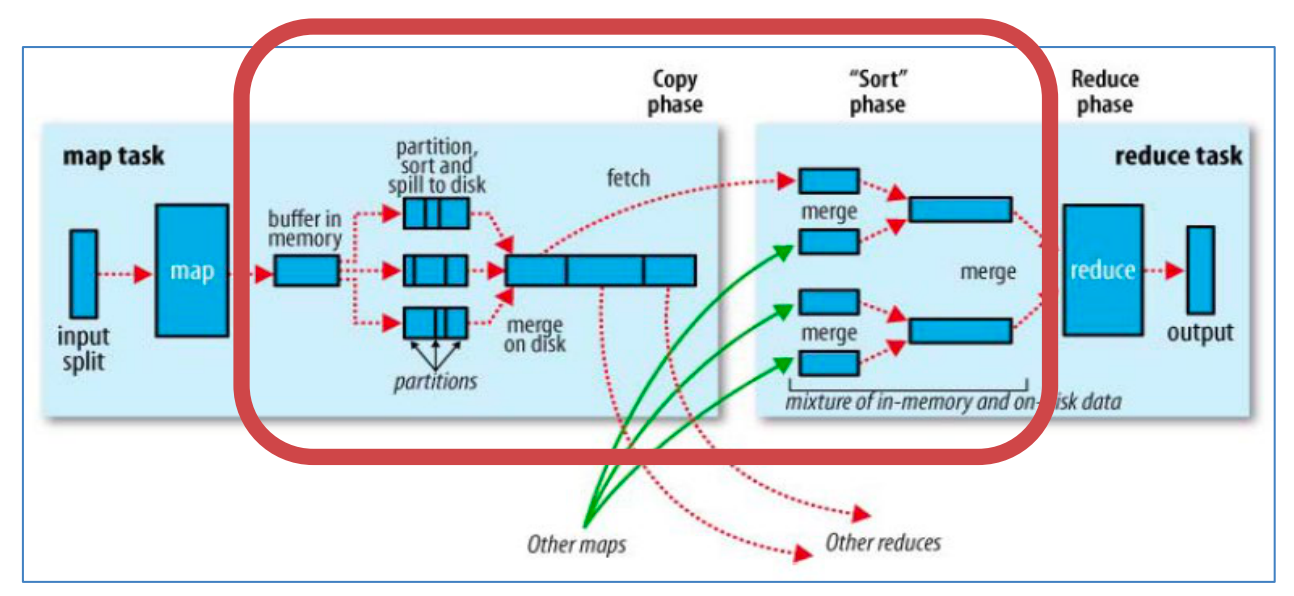 Copy
phase
"Sort"
phase
Reduce
phase
map task
partition,
sort and
spill to disk
fetch
reduce task
buffer in
memory
merge
map
merge
reduce
input
split
merge
on disk
merge
output
partitions
mixture of in-memory and on-disk data
Other maps
Other reduces